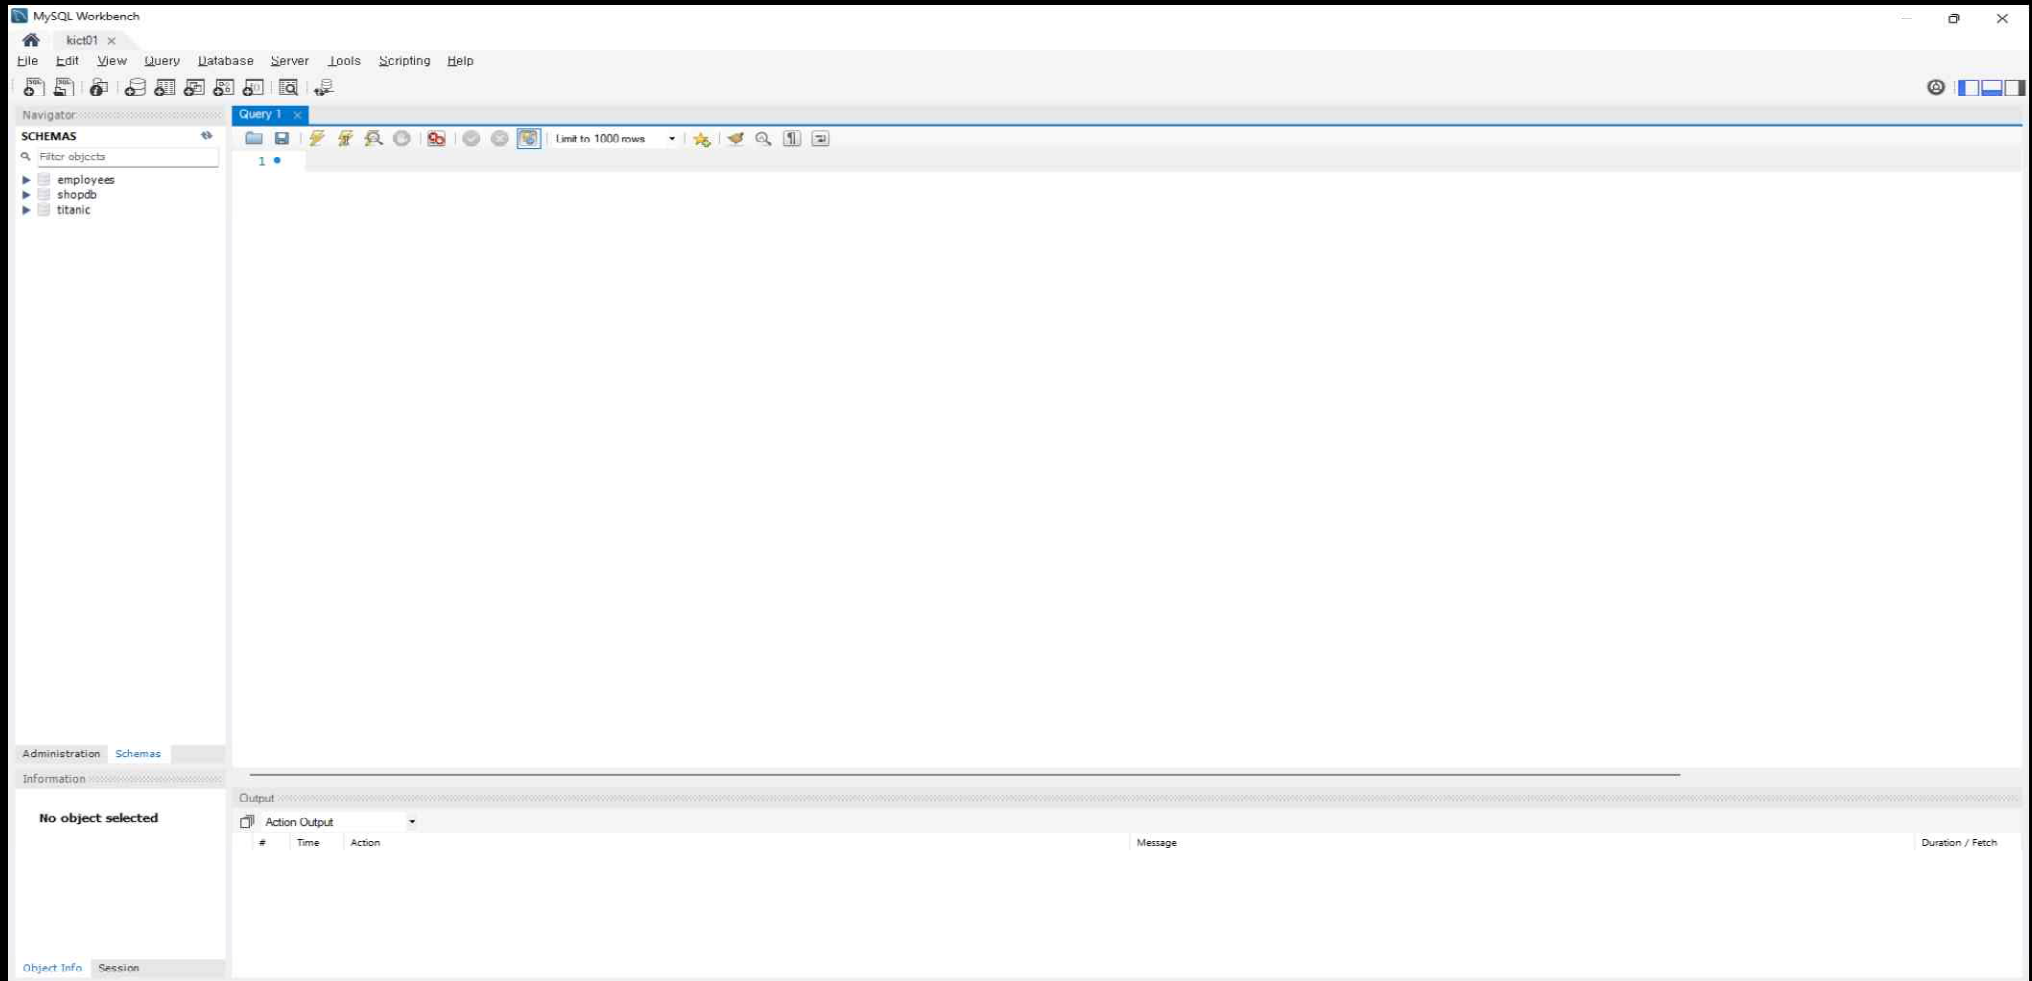 MySQL Workbench
kict01
File Edit View Query Database Server Tools Scripting Help
Navigator
SCHEMAS
Filter objects
employees
shopdb
titanic
Administration Schemas
Information
No object selected
Object Info Session
Query 1
Limit to 1000 rows
1
Output
Action Output
# Time Action Message Duration / Fetch